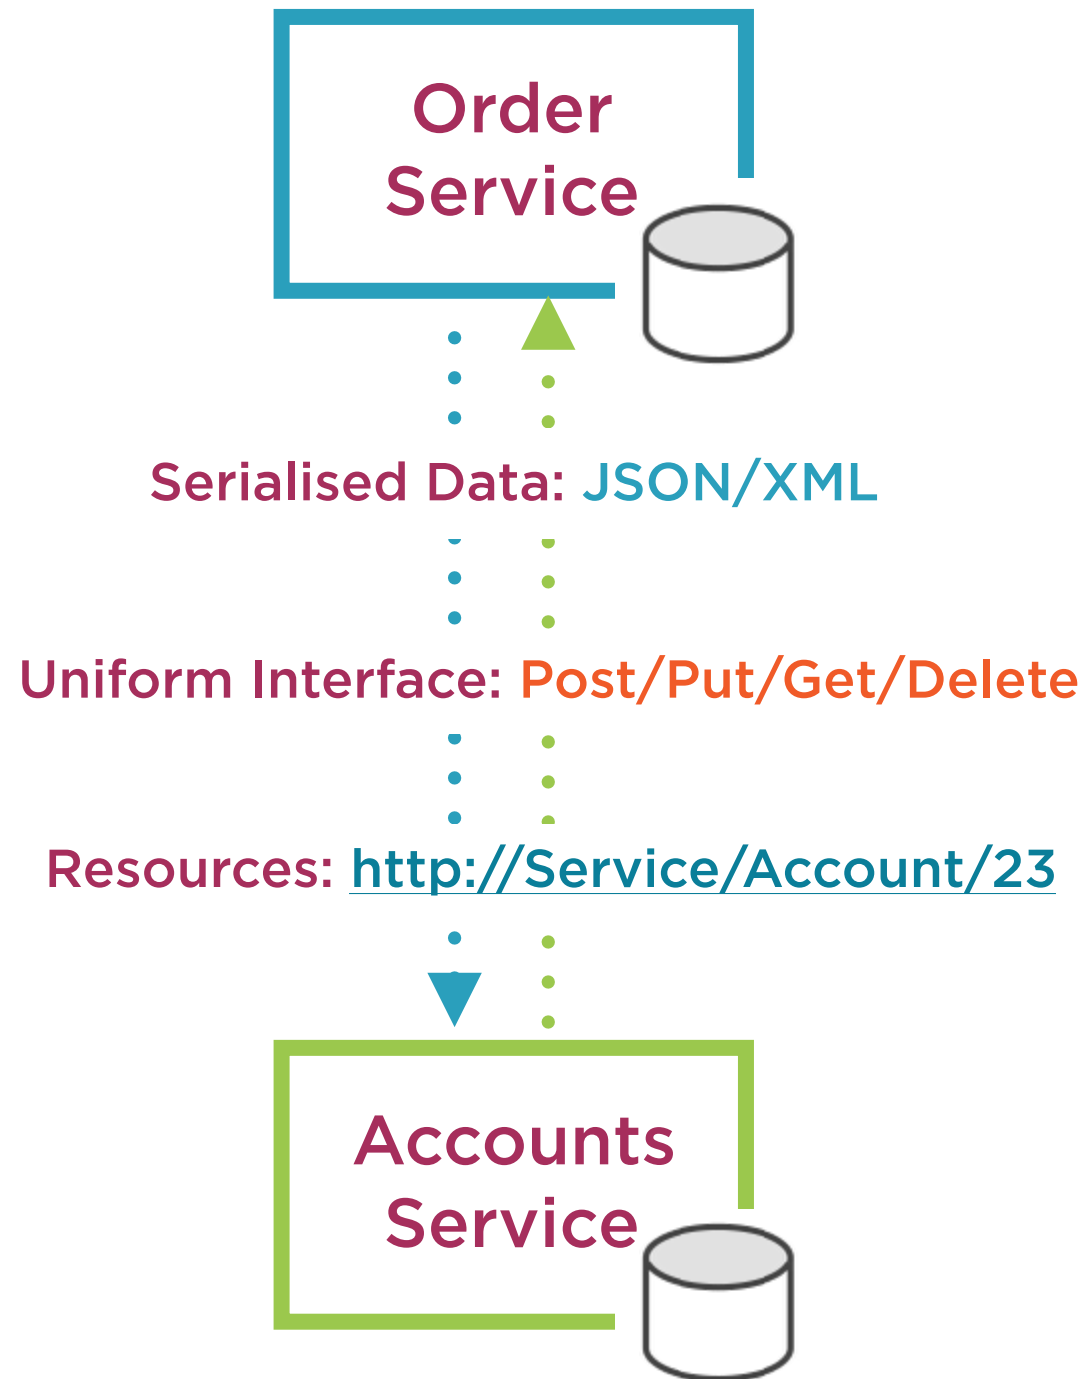 Order
Service
Serialised Data: JSON/XML
Uniform Interface: Post/Put/Get/Delete
Resources: http://Service/Account/23
Accounts
Service